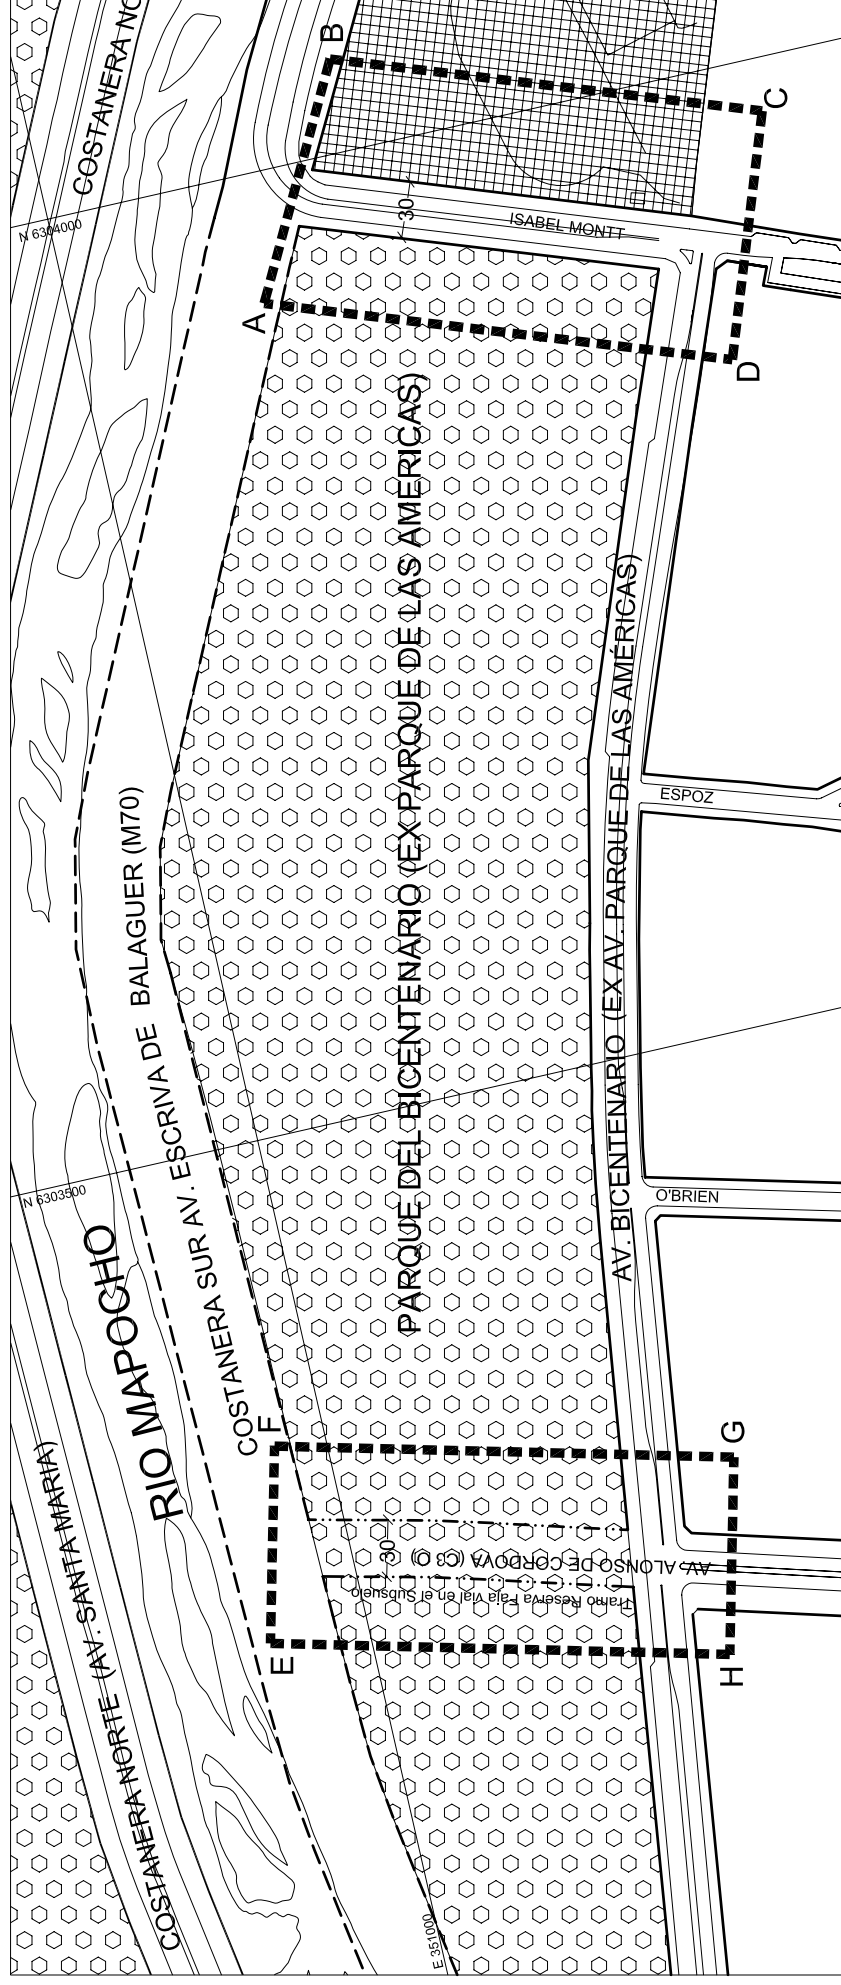 COSTANERA NO
N 6304000
B
C
30
ISABEL MONTT
A
D
PARQUE DEL BICENTENARIO (EX PARQUE DE LAS AMERICAS)
AV. BICENTENARIO (EX AV. PARQUE DE LAS AMÉRICAS)
ESPOZ
COSTANERA SUR AV. ESCRIVA DE BALAGUER (M70)
N 6303500
O'BRIEN
RIO MAPOCHO
F
G
COSTANERA NORTE (AV. SANTA MARIA)
30
AV. ALONSO DE CORDOVA (C3 O)
Tramo Reserva Faja Vial en el Subsuelo
E
H
E 351000